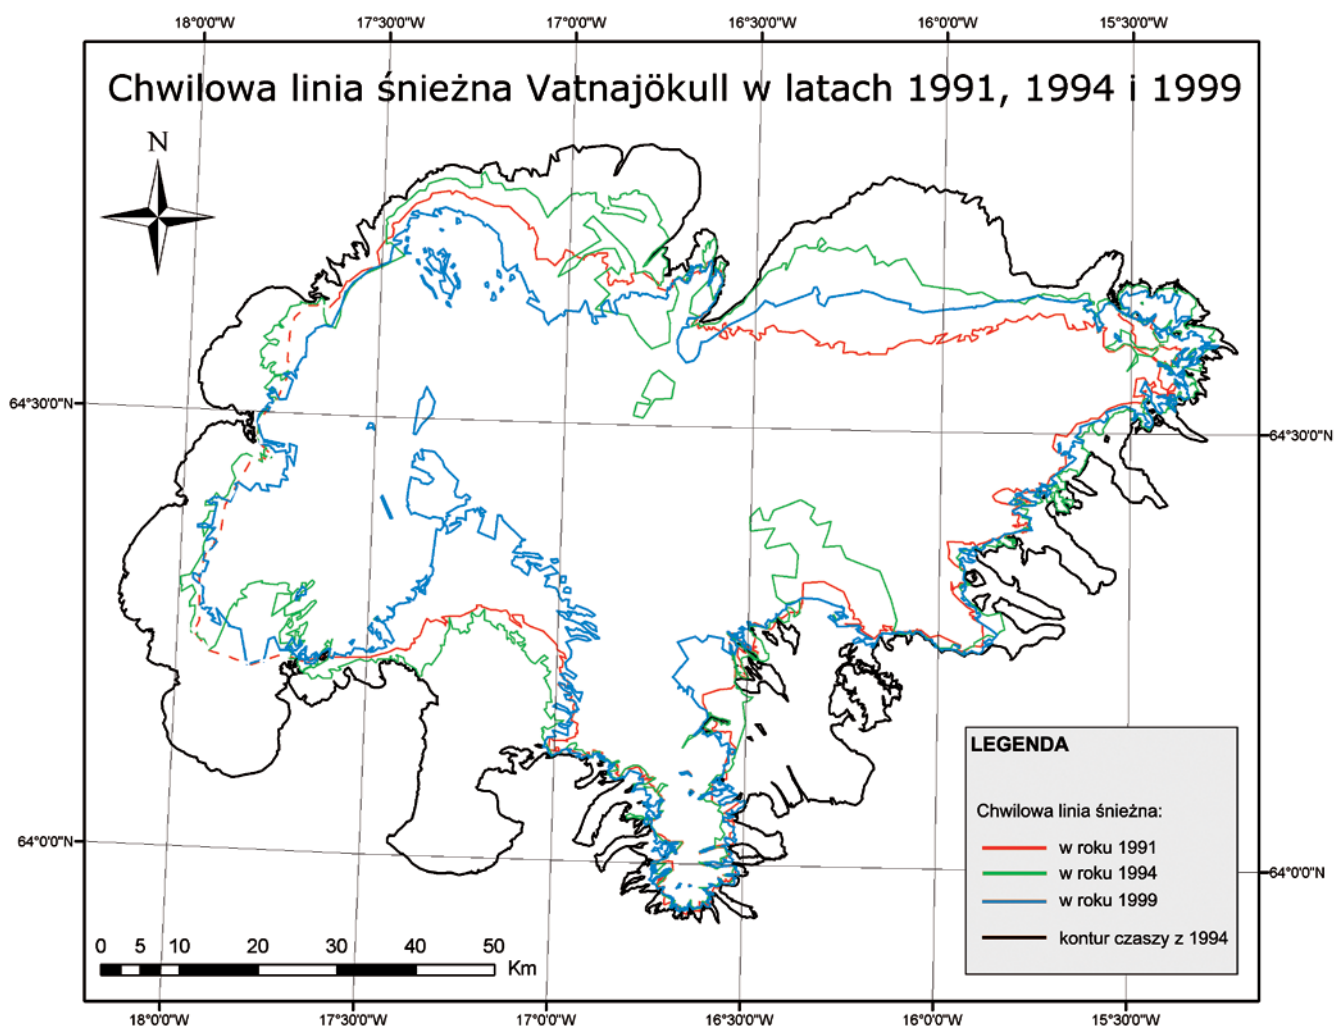 18°0'0"W 17°30'0"W 17°0'0"W 16°30'0"W 16°0'0"W 15°30'0"W
Chwilowa linia śnieżna Vatnajökull w latach 1991, 1994 i 1999
N
64°30'0"N
64°30'0"N
LEGENDA
Chwilowa linia śnieżna:
w roku 1991
w roku 1994
w roku 1999
kontur czaszy z 1994
64°0'0"N
64°0'0"N
0 5 10 20 30 40 50 Km
18°0'0"W 17°30'0"W 17°0'0"W 16°30'0"W 16°0'0"W 15°30'0"W